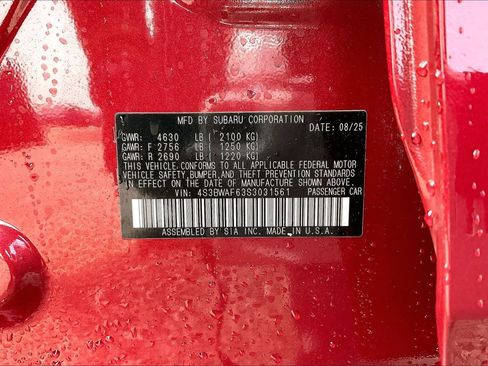 MFD BY SUBARU CORPORATION
DATE: 08/25
GVWR: 4630 LB ( 2100 KG)
GAWR: F 2756 LB ( 1250 KG)
GAWR: R 2690 LB ( 1220 KG)
THIS VEHICLE CONFORMS TO ALL APPLICABLE FEDERAL MOTOR
VEHICLE SAFETY, BUMPER, AND THEFT PREVENTION STANDARDS
IN EFFECT ON THE DATE OF MANUFACTURE SHOWN ABOVE.
VIN: 4S3BWAF63S3031561 PASSENGER CAR
ASSEMBLED BY SIA INC. MADE IN U.S.A.